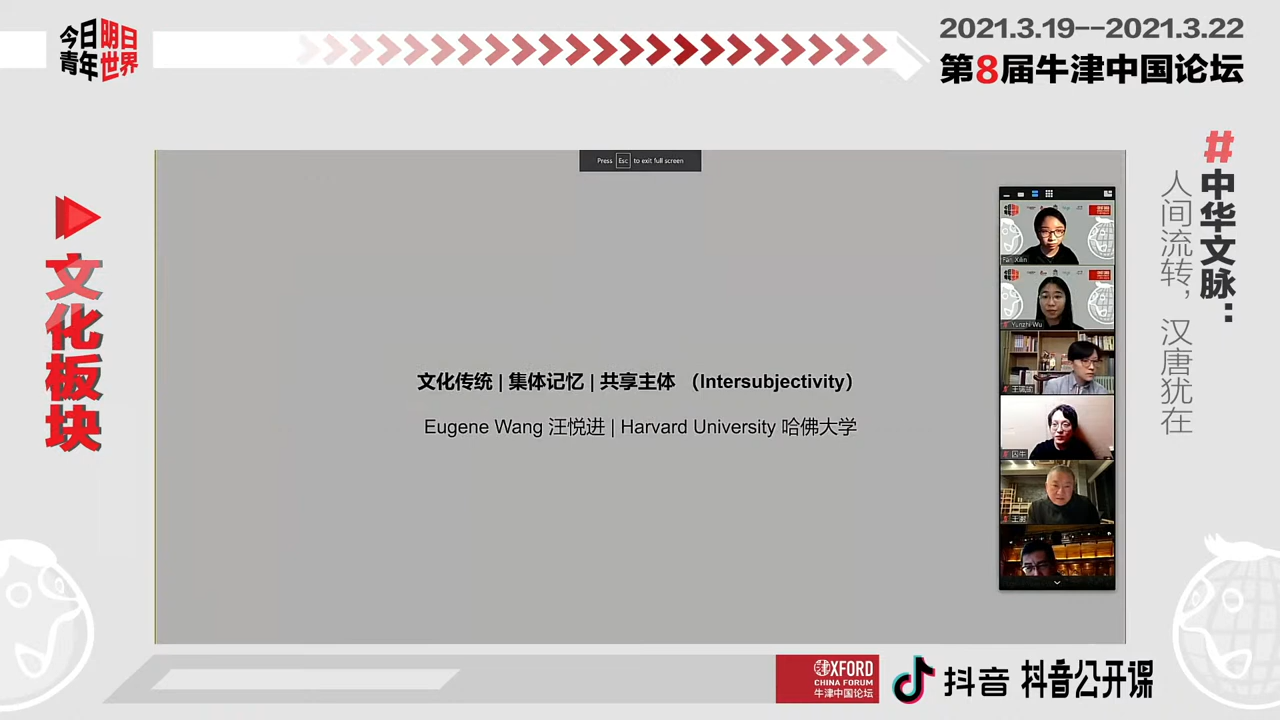 今日明日
青年世界
2021.3.19--2021.3.22
第8届牛津中国论坛
文化板块
#中华文脉：
人间流转，汉唐犹在
Press Esc to exit full screen
文化传统 | 集体记忆 | 共享主体 （Intersubjectivity）
Eugene Wang 汪悦进 | Harvard University 哈佛大学
Fan Xilin
Yunzhi Wu
囚牛
王澍
OXFORD
CHINA FORUM
牛津中国论坛
抖音 抖音公开课